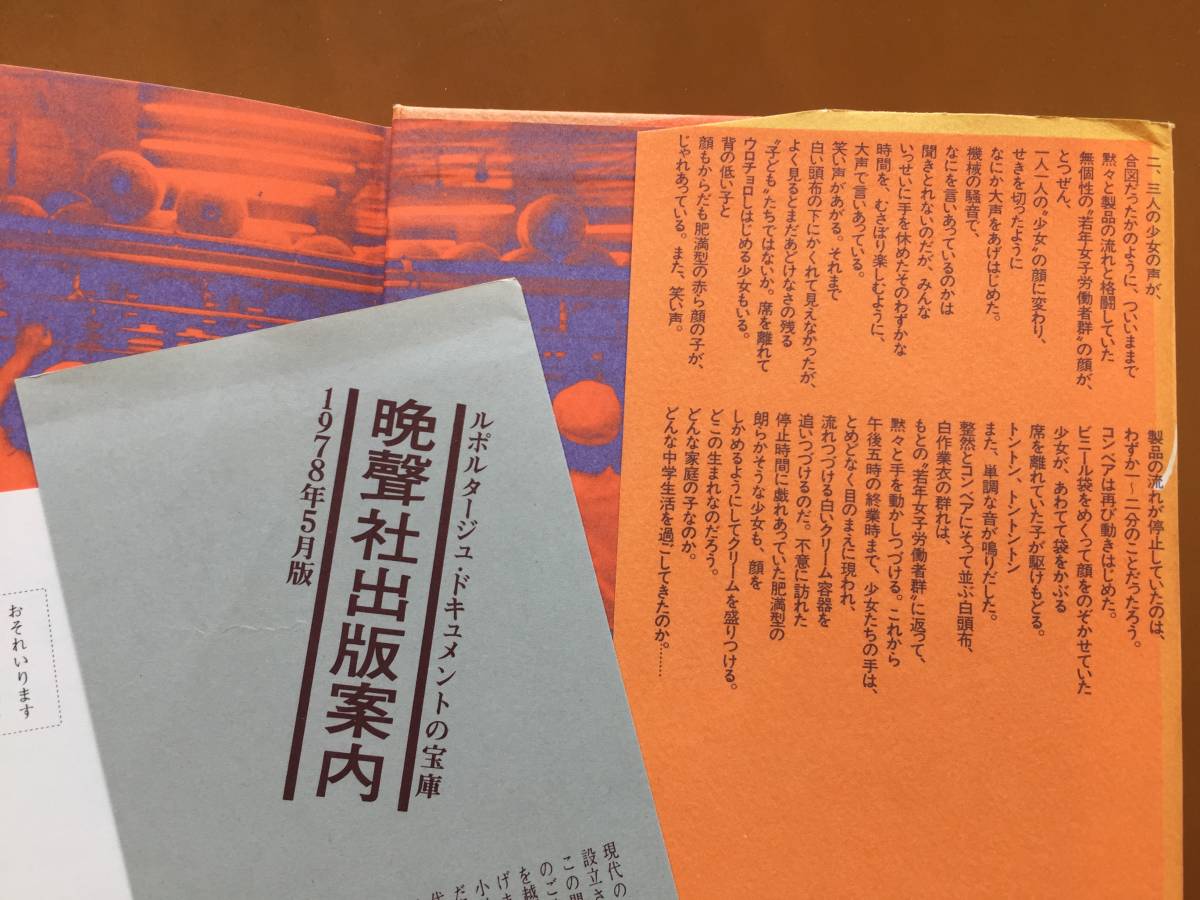 二、三人の少女の声が、
合図だったかのように、ついいままで
黙々と製品の流れと格闘していた
無個性の〝若年女子労働者群〟の顔が、
とつぜん、
一人一人の〝少女〟の顔に変わり、
せきを切ったように
なにか大声をあげはじめた。
機械の騒音で、
なにを言いあっているのかは
聞きとれないのだが、みんな
いっせいに手を休めたそのわずかな
時間を、むさぼり楽しむように、
大声で言いあっている。
笑い声があがる。それまで
白い頭布の下にかくれて見えなかったが、
よく見るとまだあどけなさの残る
〝子ども〟たちではないか。席を離れて
ウロチョロしはじめる少女もいる。
背の低い子と
顔もからだも肥満型の赤ら顔の子が、
じゃれあっている。また、笑い声。
製品の流れが停止していたのは、
わずか一〜二分のことだったろう。
コンベアは再び動きはじめた。
ビニール袋をめくって顔をのぞかせていた
少女が、あわてて袋をかぶる
席を離れていた子が駆けもどる。
トントン、トントントン
また、単調な音が鳴りだした。
整然とコンベアにそって並ぶ白頭布、
白作業衣の群れは、
もとの〝若年女子労働者群〟に返って、
黙々と手を動かしつづける。これから
午後五時の終業時まで、少女たちの手は、
とめどなく目のまえに現われ、
流れつづける白いクリーム容器を
追いつづけるのだ。不意に訪れた
停止時間に戯れあっていた肥満型の
朗らかそうな少女も、顔を
しかめるようにしてクリームを盛りつける。
どこの生まれなのだろう。
どんな家庭の子なのか。
どんな中学生活を過ごしてきたのか。……
ルポルタージュ・ドキュメントの宝庫
晩聲社出版案内
1978年5月版
おそれいります
現代の
設立さ
この間
のご
を越
げま
小
だ
代